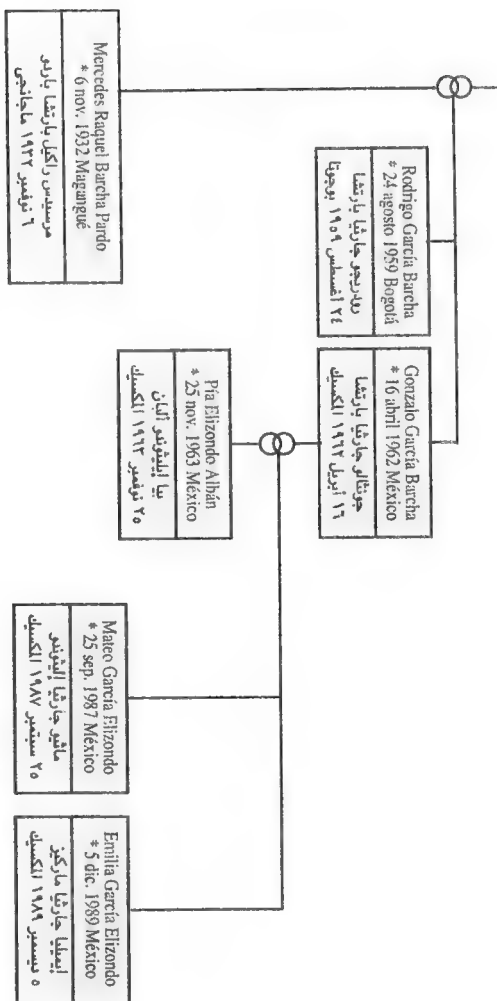 Mercedes Raquel Barcha Pardo
* 6 nov. 1932 Magangué
مرسيدس راكيل بارتشا باردو
٦ نوفمبر ١٩٣٢ ماجانجى
Rodrigo García Barcha
* 24 agosto 1959 Bogotá
رودريجو جارثيا بارتشا
٢٤ أغسطس ١٩٥٩ بوجوتا
Gonzalo García Barcha
* 16 abril 1962 México
جونثالو جارثيا بارتشا
١٦ أبريل ١٩٦٢ المكسيك
Pía Elizondo Albán
* 25 nov. 1963 México
بيا إيليثوندو ألبان
٢٥ نوفمبر ١٩٦٣ المكسيك
Mateo García Elizondo
* 25 sep. 1987 México
ماثيو جارثيا إليثوندو
٢٥ سبتمبر ١٩٨٧ المكسيك
Emilia García Elizondo
* 5 dic. 1989 México
إيميليا جارثيا ماركيز
٥ ديسمبر ١٩٨٩ المكسيك